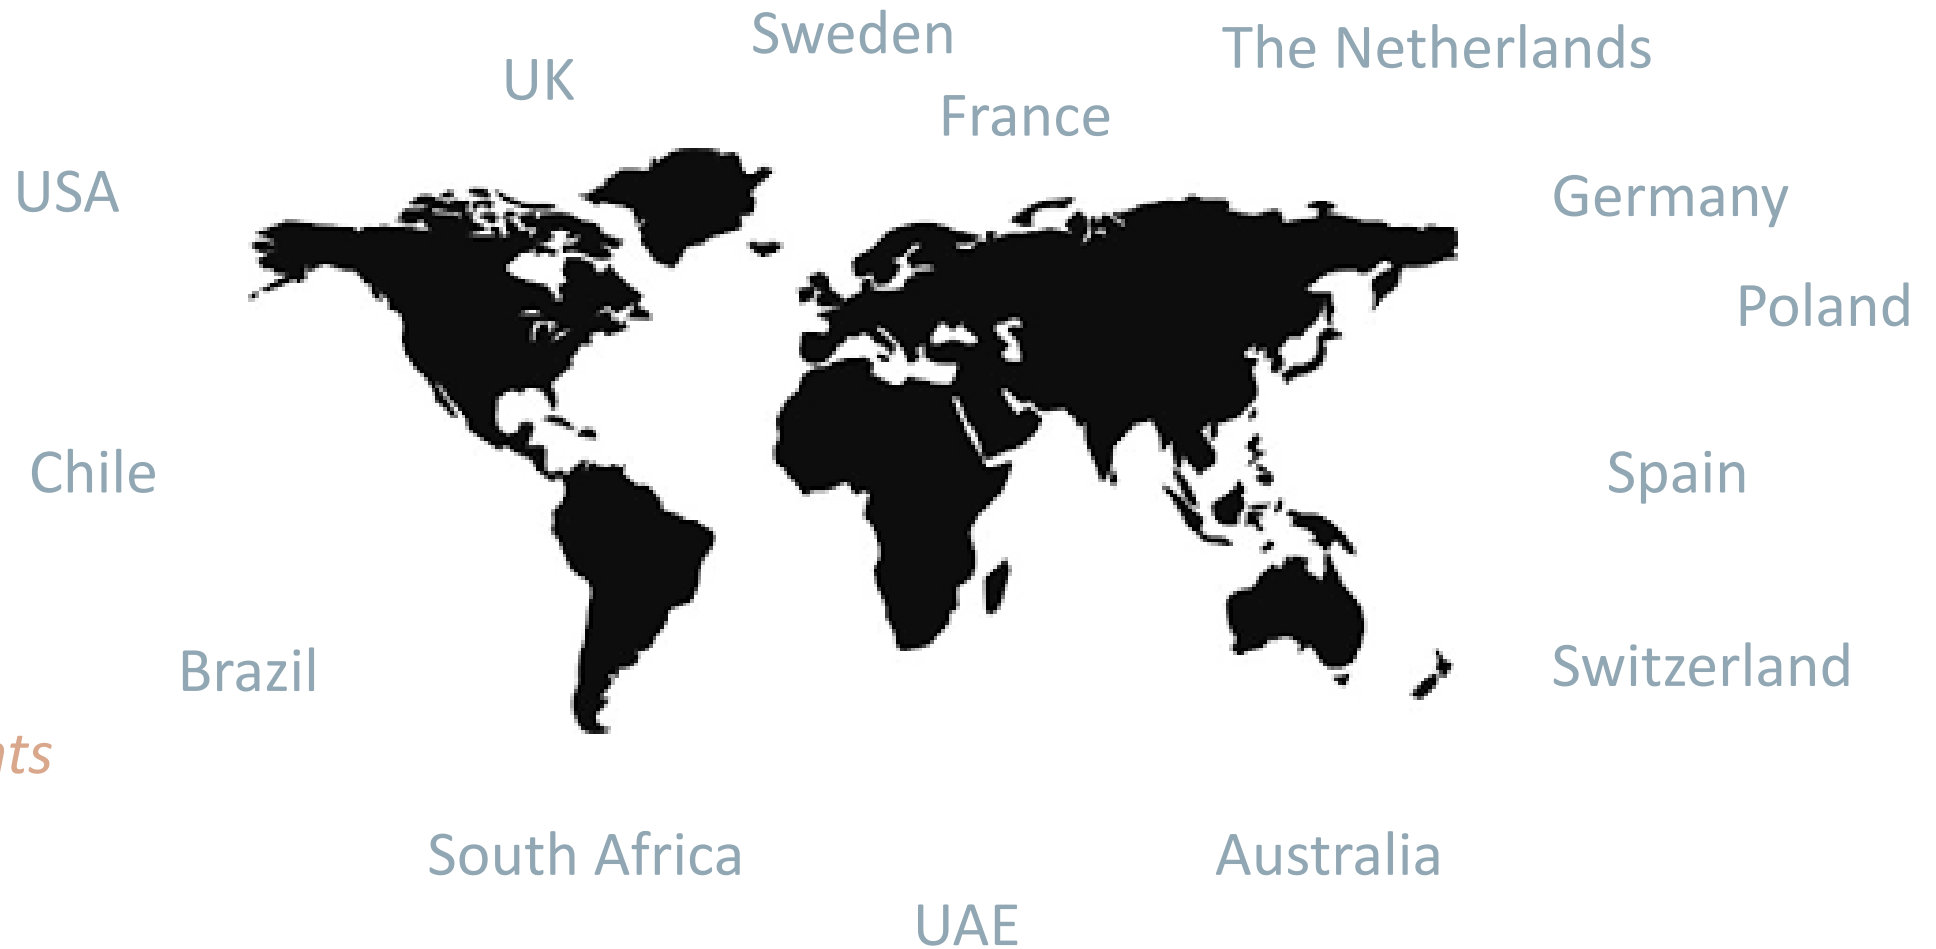 Sweden
The Netherlands
UK
France
USA
Germany
Poland
Chile
Spain
Brazil
Switzerland
South Africa
Australia
UAE